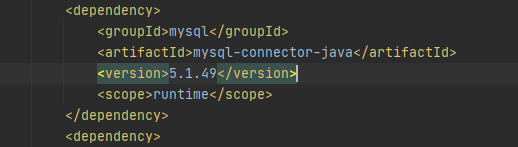 <dependency>
<groupId>mysql</groupId>
<artifactId>mysql-connector-java</artifactId>
<version>5.1.49</version>
<scope>runtime</scope>
</dependency>
<dependency>